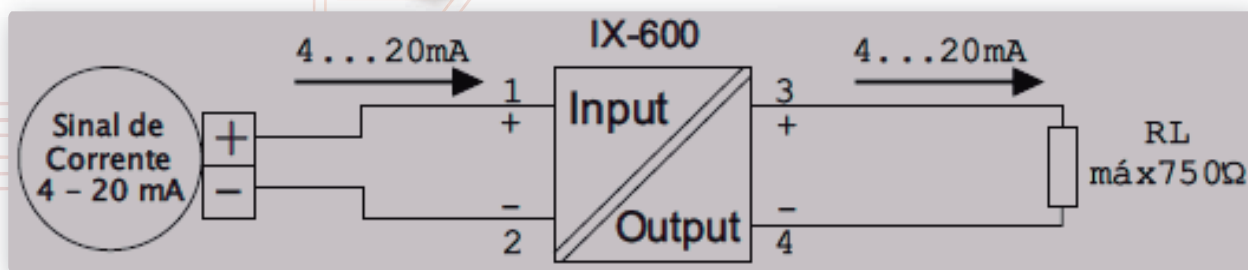 IX-600
4...20mA
4...20mA
Sinal de
Corrente
4 - 20 mA
+
-
1
+
-
2
Input
Output
3
+
-
4
RL
máx750Ω